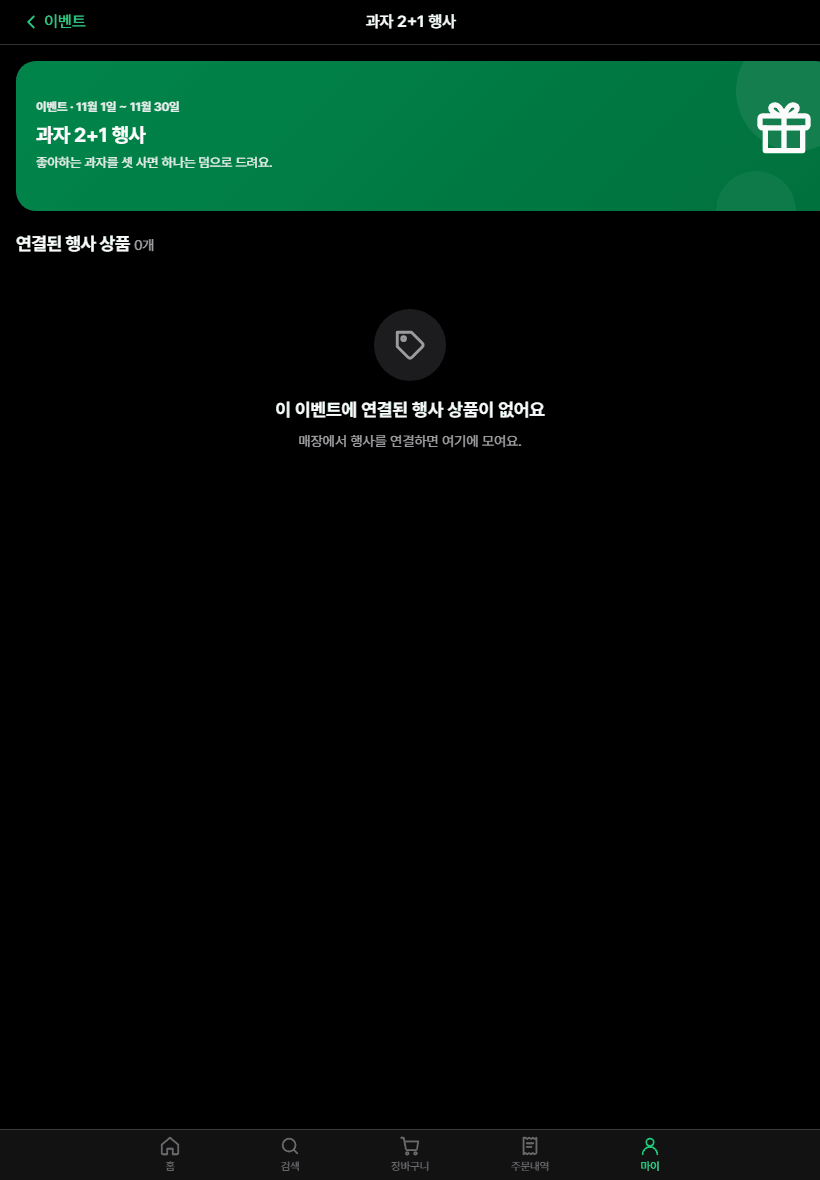 이벤트
과자 2+1 행사
이벤트 · 11월 1일 ~ 11월 30일
과자 2+1 행사
좋아하는 과자를 셋 사면 하나는 덤으로 드려요.
연결된 행사 상품 0개
이 이벤트에 연결된 행사 상품이 없어요
매장에서 행사를 연결하면 여기에 모여요.
홈
검색
장바구니
주문내역
마이